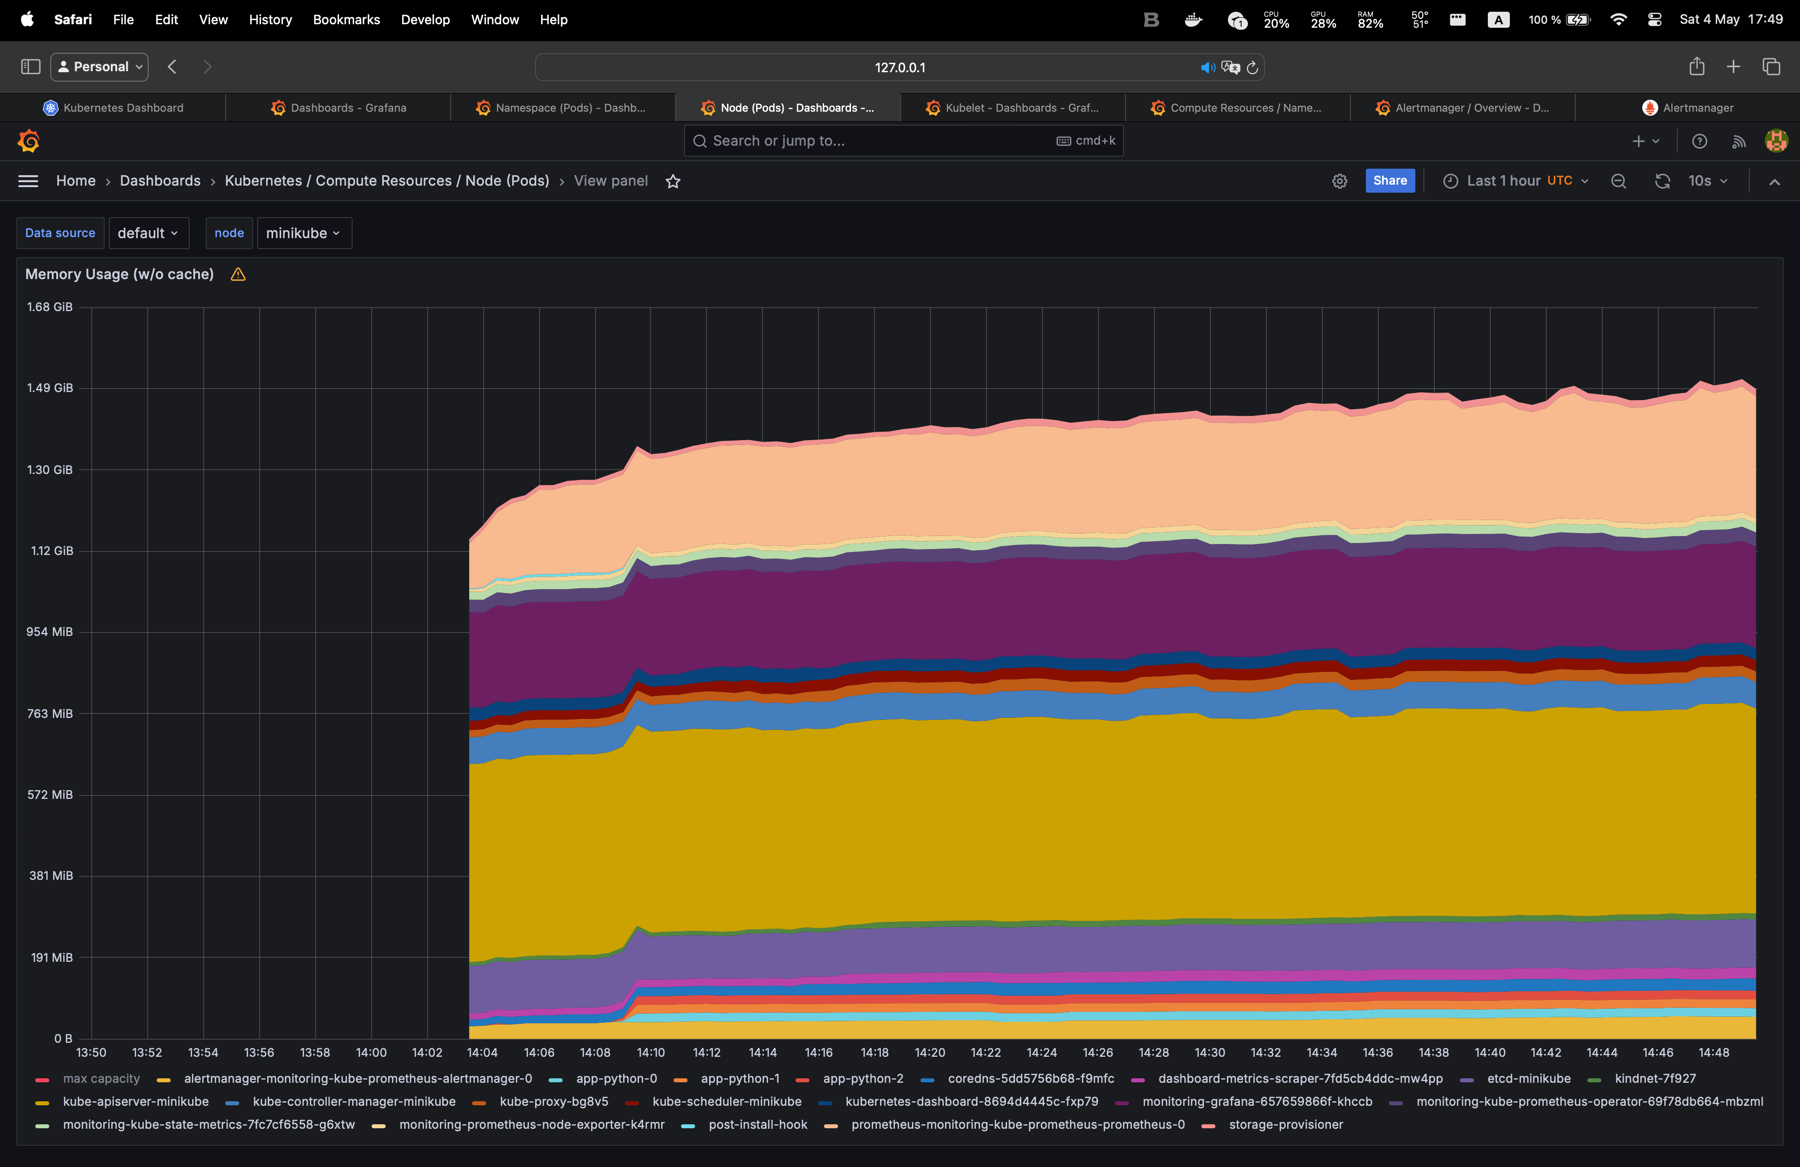 Safari File Edit View History Bookmarks Develop Window Help CPU 20% GPU 28% RAM 82% 50° 51° A 100 % Sat 4 May 17:49
Personal 127.0.0.1
Kubernetes Dashboard Dashboards - Grafana Namespace (Pods) - Dashb... Node (Pods) - Dashboards -... Kubelet - Dashboards - Graf... Compute Resources / Name... Alertmanager / Overview - D... Alertmanager
Search or jump to... cmd+k
Home › Dashboards › Kubernetes / Compute Resources / Node (Pods) › View panel Share Last 1 hour UTC 10s
Data source default node minikube
Memory Usage (w/o cache)
1.68 GiB
1.49 GiB
1.30 GiB
1.12 GiB
954 MiB
763 MiB
572 MiB
381 MiB
191 MiB
0 B
13:50 13:52 13:54 13:56 13:58 14:00 14:02 14:04 14:06 14:08 14:10 14:12 14:14 14:16 14:18 14:20 14:22 14:24 14:26 14:28 14:30 14:32 14:34 14:36 14:38 14:40 14:42 14:44 14:46 14:48
max capacity alertmanager-monitoring-kube-prometheus-alertmanager-0 app-python-0 app-python-1 app-python-2 coredns-5dd5756b68-f9mfc dashboard-metrics-scraper-7fd5cb4ddc-mw4pp etcd-minikube kindnet-7f927
kube-apiserver-minikube kube-controller-manager-minikube kube-proxy-bg8v5 kube-scheduler-minikube kubernetes-dashboard-8694d4445c-fxp79 monitoring-grafana-657659866f-khccb monitoring-kube-prometheus-operator-69f78db664-mbzml
monitoring-kube-state-metrics-7fc7cf6558-g6xtw monitoring-prometheus-node-exporter-k4rmr post-install-hook prometheus-monitoring-kube-prometheus-prometheus-0 storage-provisioner